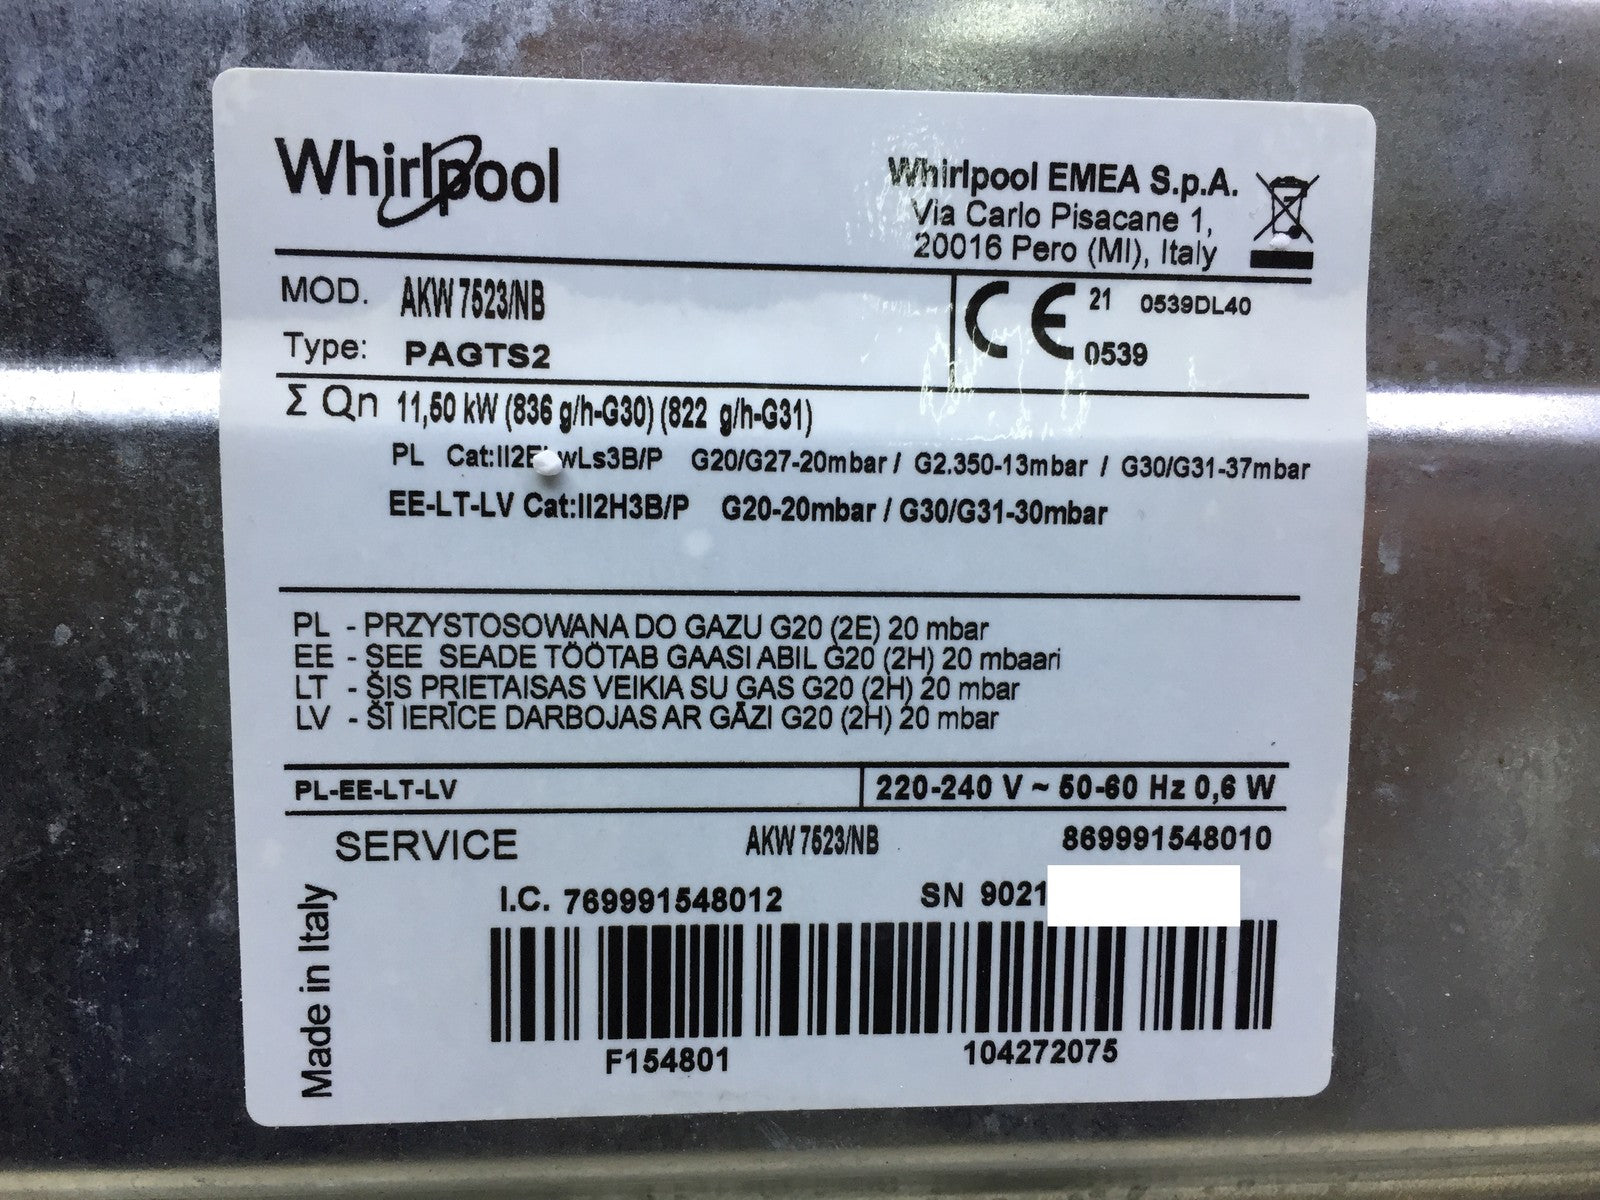 Whirlpool
Whirlpool EMEA S.p.A.
Via Carlo Pisacane 1,
20016 Pero (MI), Italy
MOD. AKW 7523/NB
Type: PAGTS2
CE 21 0539DL40
0539
Σ Qn 11,50 kW (836 g/h-G30) (822 g/h-G31)
PL G20/G27-20mbar / G2.350-13mbar / G30/G31-37mbar
EE-LT-LV Cat:II2H3B/P G20-20mbar / G30/G31-30mbar
PL - PRZYSTOSOWANA DO GAZU G20 (2E) 20 mbar
EE - SEE SEADE TÖÖTAB GAASI ABIL G20 (2H) 20 mbaari
LT - ŠIS PRIETAISAS VEIKIA SU GAS G20 (2H) 20 mbar
LV - ŠĪ IERĪCE DARBOJAS AR GĀZI G20 (2H) 20 mbar
PL-EE-LT-LV 220-240 V ~ 50-60 Hz 0,6 W
SERVICE AKW 7523/NB 869991548010
I.C. 769991548012 SN 9021
F154801 104272075
Made in Italy